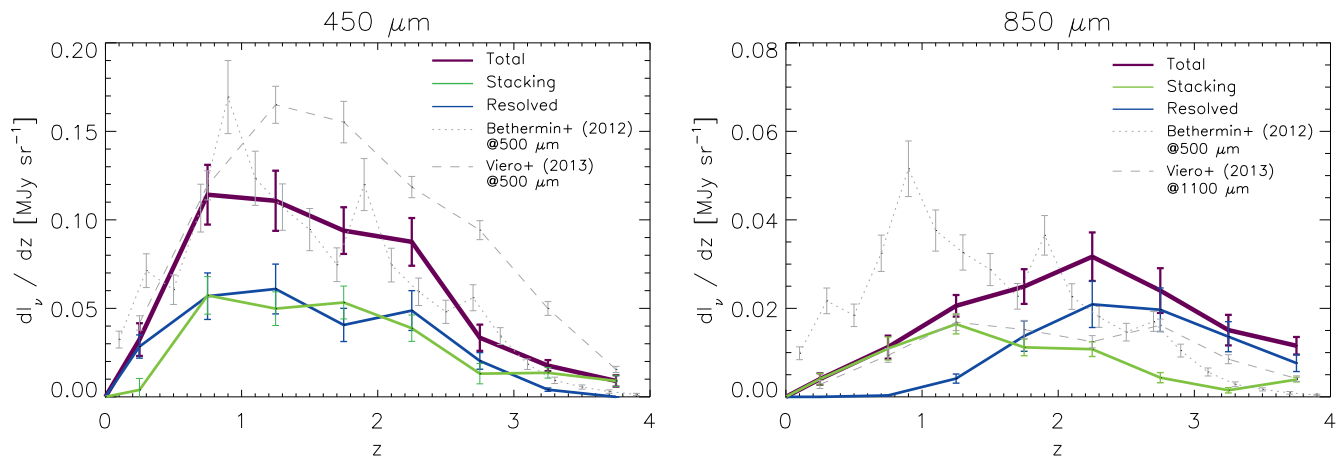 450 μm
0.20
0.15
0.10
0.05
0.00
dIν / dz [MJy sr⁻¹]
Total
Stacking
Resolved
Bethermin+ (2012)
@500 μm
Viero+ (2013)
@500 μm
0 1 2 3 4
z
850 μm
0.08
0.06
0.04
0.02
0.00
dIν / dz [MJy sr⁻¹]
Total
Stacking
Resolved
Bethermin+ (2012)
@500 μm
Viero+ (2013)
@1100 μm
0 1 2 3 4
z